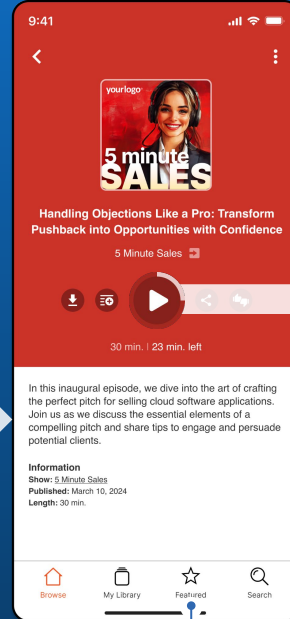 9:41
yourlogo
5 minute
SALES
Handling Objections Like a Pro: Transform
Pushback into Opportunities with Confidence
5 Minute Sales
30 min. | 23 min. left
In this inaugural episode, we dive into the art of crafting
the perfect pitch for selling cloud software applications.
Join us as we discuss the essential elements of a
compelling pitch and share tips to engage and persuade
potential clients.
Information
Show: 5 Minute Sales
Published: March 10, 2024
Length: 30 min.
Browse My Library Featured Search